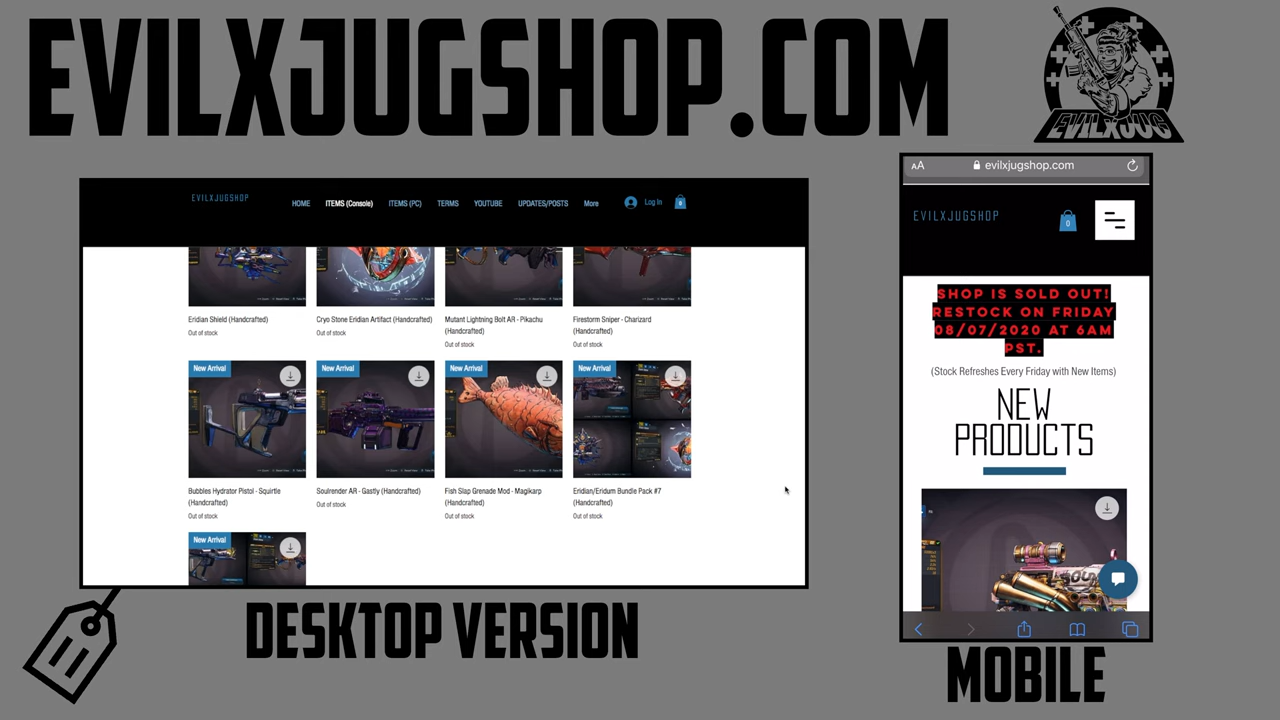 EVILXJUGSHOP.COM
EVILXJUG
EVILXJUGSHOP
HOME ITEMS (Console) ITEMS (PC) TERMS YOUTUBE UPDATES/POSTS More Log In 0
Eridian Shield (Handcrafted)
Out of stock
Cryo Stone Eridian Artifact (Handcrafted)
Out of stock
Mutant Lightning Bolt AR - Pikachu
(Handcrafted)
Out of stock
Firestorm Sniper - Charizard
(Handcrafted)
Out of stock
New Arrival
Bubbles Hydrator Pistol - Squirtle
(Handcrafted)
Out of stock
New Arrival
Soulrender AR - Gastly (Handcrafted)
Out of stock
New Arrival
Fish Slap Grenade Mod - Magikarp
(Handcrafted)
Out of stock
New Arrival
Eridian/Eridum Bundle Pack #7
(Handcrafted)
Out of stock
New Arrival
DESKTOP VERSION
AA evilxjugshop.com
EVILXJUGSHOP
0
SHOP IS SOLD OUT!
RESTOCK ON FRIDAY
08/07/2020 AT 6AM
PST.
(Stock Refreshes Every Friday with New Items)
NEW
PRODUCTS
MOBILE